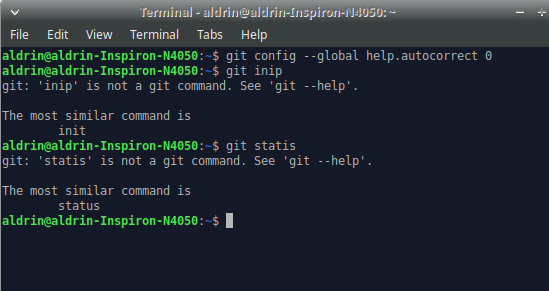 Terminal - aldrin@aldrin-Inspiron-N4050: ~
File Edit View Terminal Tabs Help
aldrin@aldrin-Inspiron-N4050:~$ git config --global help.autocorrect 0
aldrin@aldrin-Inspiron-N4050:~$ git inip
git: 'inip' is not a git command. See 'git --help'.

The most similar command is
        init
aldrin@aldrin-Inspiron-N4050:~$ git statis
git: 'statis' is not a git command. See 'git --help'.

The most similar command is
        status
aldrin@aldrin-Inspiron-N4050:~$